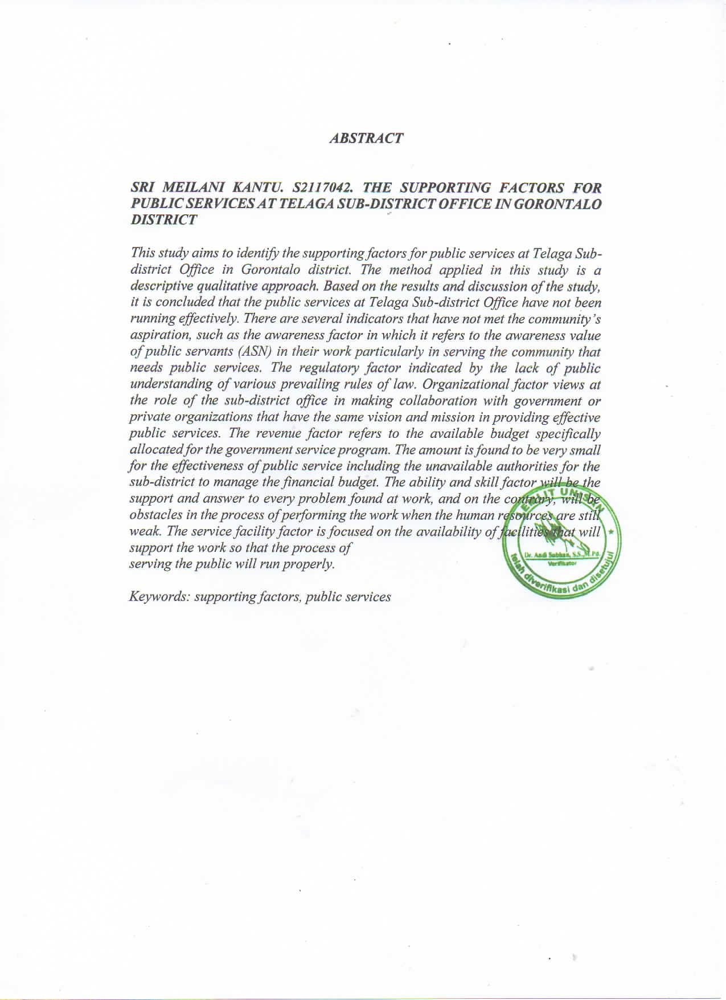 ABSTRACT
SRI MEILANI KANTU. S2117042. THE SUPPORTING FACTORS FOR
PUBLIC SERVICES AT TELAGA SUB-DISTRICT OFFICE IN GORONTALO
DISTRICT
This study aims to identify the supporting factors for public services at Telaga Sub-
district Office in Gorontalo district. The method applied in this study is a
descriptive qualitative approach. Based on the results and discussion of the study,
it is concluded that the public services at Telaga Sub-district Office have not been
running effectively. There are several indicators that have not met the community's
aspiration, such as the awareness factor in which it refers to the awareness value
of public servants (ASN) in their work particularly in serving the community that
needs public services. The regulatory factor indicated by the lack of public
understanding of various prevailing rules of law. Organizational factor views at
the role of the sub-district office in making collaboration with government or
private organizations that have the same vision and mission in providing effective
public services. The revenue factor refers to the available budget specifically
allocated for the government service program. The amount is found to be very small
for the effectiveness of public service including the unavailable authorities for the
sub-district to manage the financial budget. The ability and skill factor will be the
support and answer to every problem found at work, and on the contrary, will be
obstacles in the process of performing the work when the human resources are still
weak. The service facility factor is focused on the availability of facilities that will
support the work so that the process of
serving the public will run properly.
Keywords: supporting factors, public services
LEMLIT UNISAN
Dr. Andi Subhan, S.S.,M.Pd.
Verifikator
telah diverifikasi dan disetujui